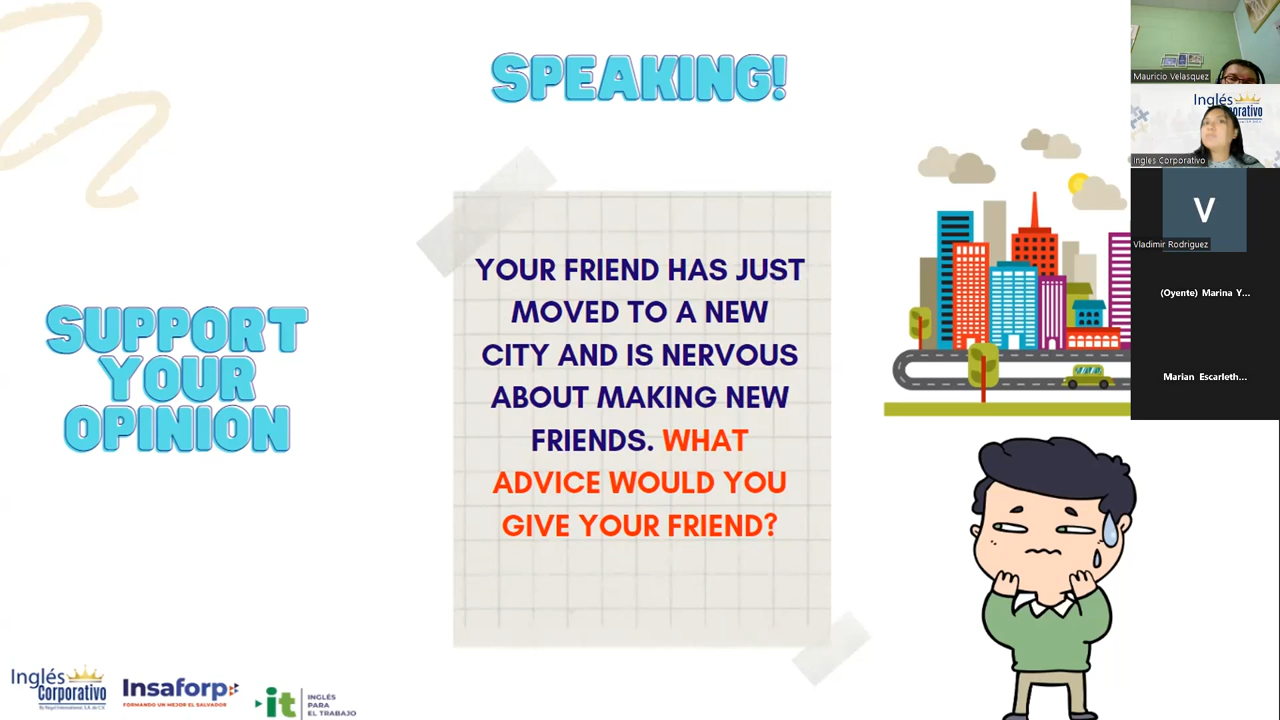 SPEAKING!
SUPPORT
YOUR
OPINION
YOUR FRIEND HAS JUST
MOVED TO A NEW
CITY AND IS NERVOUS
ABOUT MAKING NEW
FRIENDS. WHAT
ADVICE WOULD YOU
GIVE YOUR FRIEND?
Inglés
Corporativo
Insaforp
FORMANDO UN MEJOR EL SALVADOR
it
INGLÉS
PARA
EL TRABAJO
Mauricio Velasquez
Inglés
Ingles Corporativo
V
Vladimir Rodriguez
(Oyente) Marina Y...
Marian Escarleth...